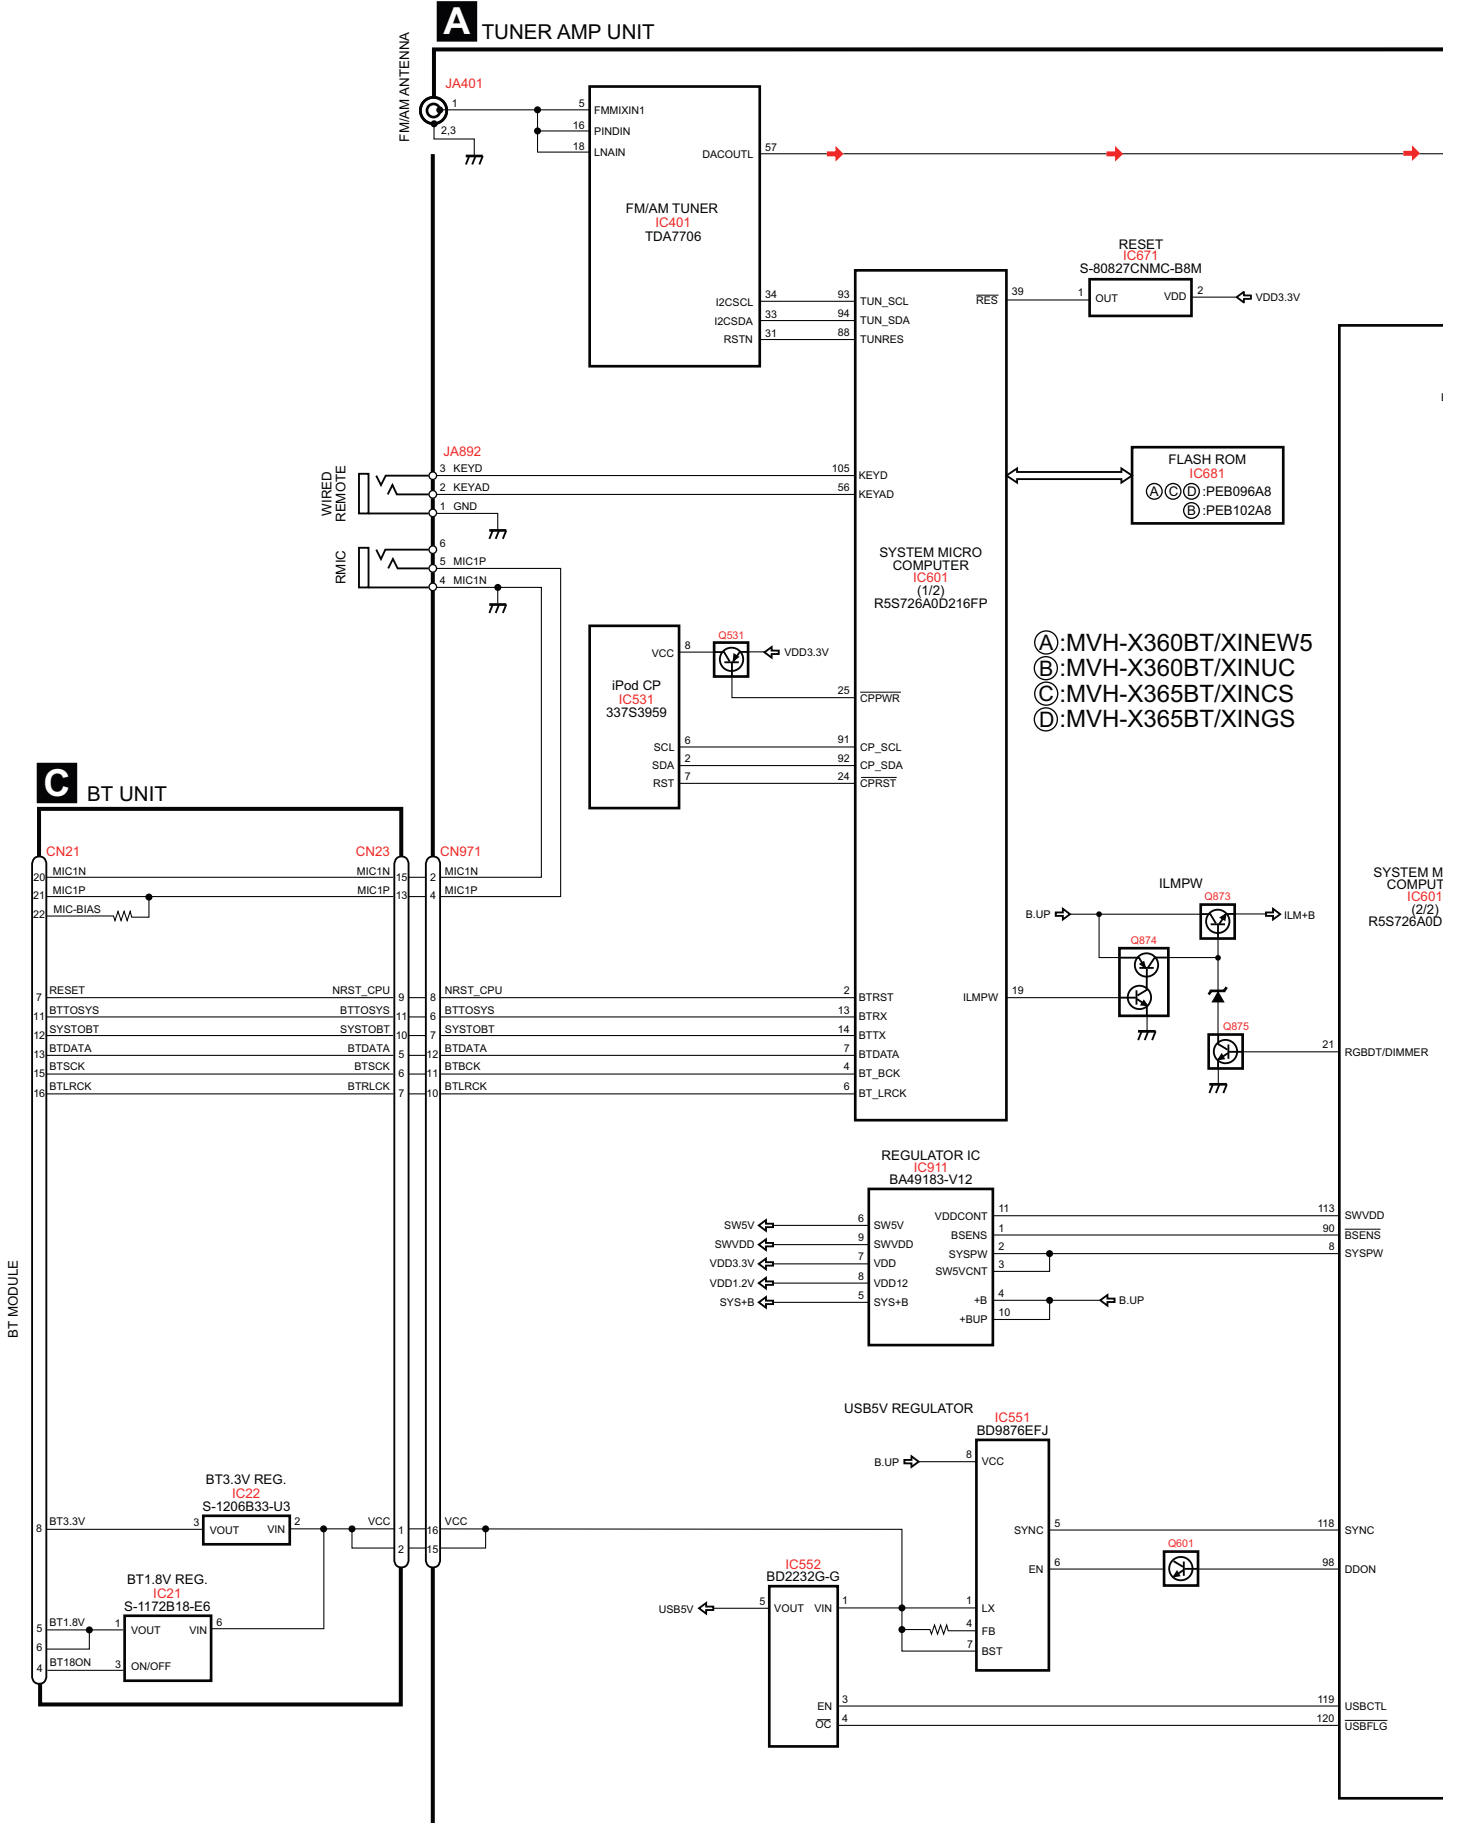 A TUNER AMP UNIT
FM/AM ANTENNA
JA401
1
2,3
5 FMMIXIN1
16 PINDIN
18 LNAIN
DACOUTL 57
FM/AM TUNER
IC401
TDA7706
I2CSCL 34
I2CSDA 33
RSTN 31
93 TUN_SCL
94 TUN_SDA
88 TUNRES
RES 39
RESET
IC671
S-80827CNMC-B8M
1 OUT VDD 2 VDD3.3V
WIRED
REMOTE
JA892
3 KEYD
2 KEYAD
1 GND
105 KEYD
56 KEYAD
FLASH ROM
IC681
A C D :PEB096A8
B :PEB102A8
RMIC
6
5 MIC1P
4 MIC1N
SYSTEM MICRO
COMPUTER
IC601
(1/2)
R5S726A0D216FP
A:MVH-X360BT/XINEW5
B:MVH-X360BT/XINUC
C:MVH-X365BT/XINCS
D:MVH-X365BT/XINGS
VCC 8 Q531 VDD3.3V
iPod CP
IC531
337S3959
25 CPPWR
SCL 6
SDA 2
RST 7
91 CP_SCL
92 CP_SDA
24 CPRST
C BT UNIT
CN21 CN23 CN971
20 MIC1N MIC1N 15 2 MIC1N
21 MIC1P MIC1P 13 4 MIC1P
22 MIC-BIAS
ILMPW
Q873
B.UP ILM+B
Q874
SYSTEM M
COMPUT
IC601
(2/2)
R5S726A0D
7 RESET NRST_CPU 9 8 NRST_CPU 2 BTRST
ILMPW 19
11 BTTOSYS BTTOSYS 11 6 BTTOSYS 13 BTRX
12 SYSTOBT SYSTOBT 10 7 SYSTOBT 14 BTTX
13 BTDATA BTDATA 5 12 BTDATA 7 BTDATA
15 BTSCK BTSCK 6 11 BTBCK 4 BT_BCK
16 BTLRCK BTRLCK 7 10 BTLRCK 6 BT_LRCK
Q875
21 RGBDT/DIMMER
REGULATOR IC
IC911
BA49183-V12
SW5V 6 SW5V
SWVDD 9 SWVDD
VDD3.3V 7 VDD
VDD1.2V 8 VDD12
SYS+B 5 SYS+B
VDDCONT 11 113 SWVDD
BSENS 1 90 BSENS
SYSPW 2 8 SYSPW
SW5VCNT 3
+B 4 B.UP
+BUP 10
BT MODULE
USB5V REGULATOR
IC551
BD9876EFJ
B.UP 8 VCC
SYNC 5 118 SYNC
EN 6 Q601 98 DDON
1 LX
4 FB
7 BST
BT3.3V REG.
IC22
S-1206B33-U3
8 BT3.3V 3 VOUT VIN 2 VCC 1 16 VCC
2 15
BT1.8V REG.
IC21
S-1172B18-E6
5 BT1.8V 1 VOUT VIN 6
6
4 BT18ON 3 ON/OFF
IC552
BD2232G-G
USB5V 5 VOUT VIN 1
EN 3 119 USBCTL
OC 4 120 USBFLG